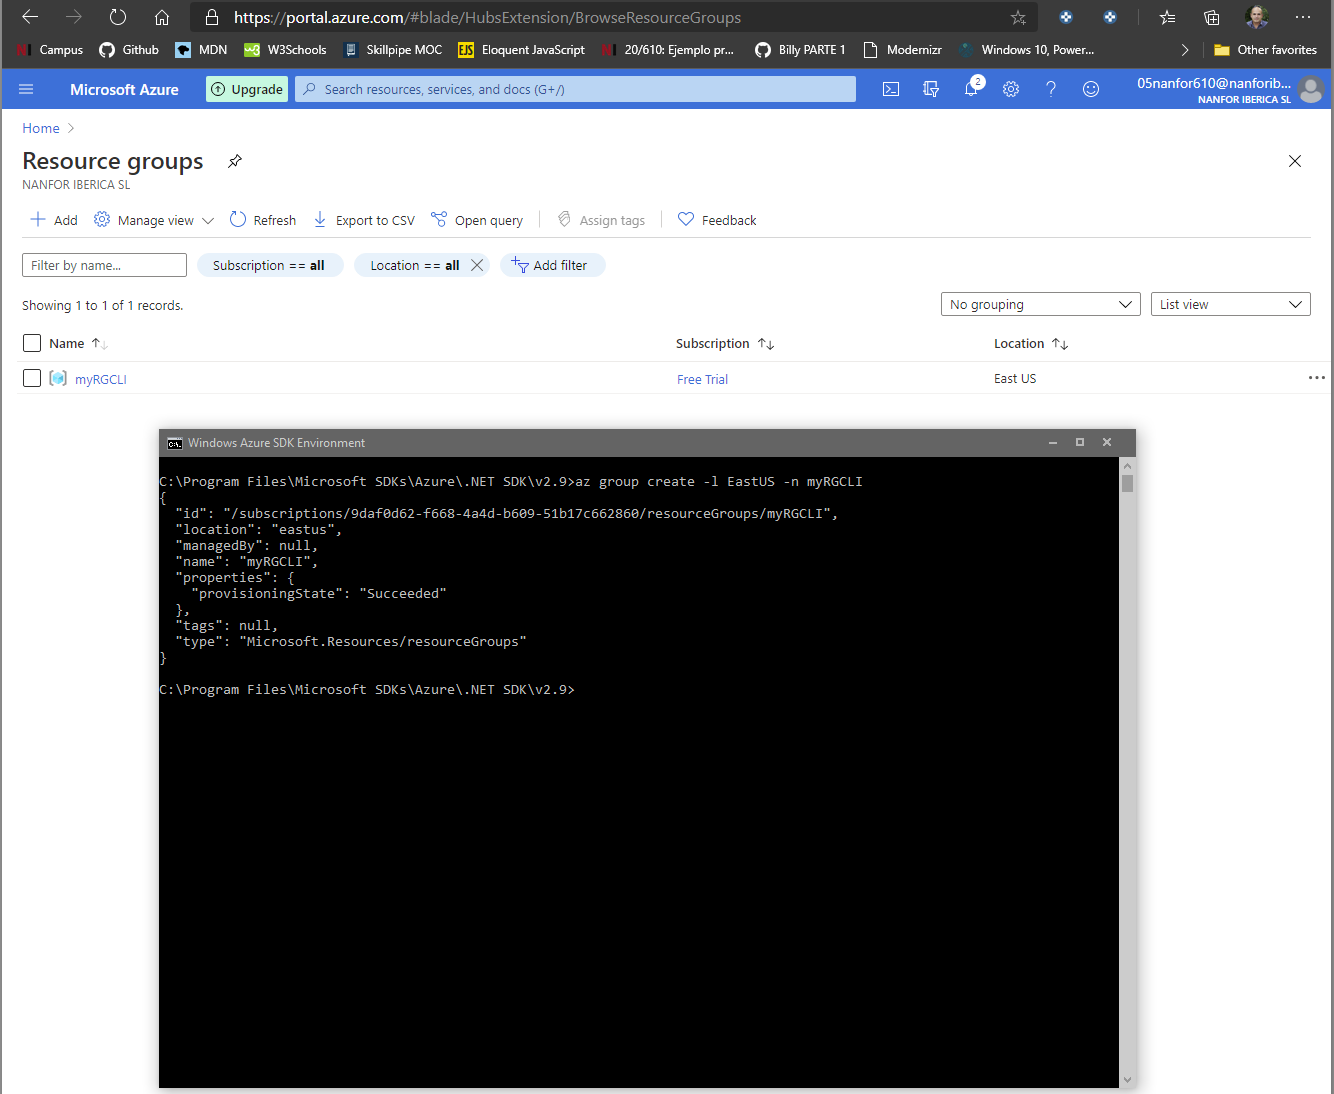 https://portal.azure.com/#blade/HubsExtension/BrowseResourceGroups
Campus Github MDN W3Schools Skillpipe MOC EJS Eloquent JavaScript 20/610: Ejemplo pr... Billy PARTE 1 Modernizr Windows 10, Power... Other favorites
Microsoft Azure Upgrade Search resources, services, and docs (G+/) 2 05nanfor610@nanforib...
NANFOR IBERICA SL
Home
Resource groups
NANFOR IBERICA SL
Add Manage view Refresh Export to CSV Open query Assign tags Feedback
Filter by name... Subscription == all Location == all Add filter
Showing 1 to 1 of 1 records. No grouping List view
Name Subscription Location
myRGCLI Free Trial East US
Windows Azure SDK Environment
C:\Program Files\Microsoft SDKs\Azure\.NET SDK\v2.9>az group create -l EastUS -n myRGCLI
{
"id": "/subscriptions/9daf0d62-f668-4a4d-b609-51b17c662860/resourceGroups/myRGCLI",
"location": "eastus",
"managedBy": null,
"name": "myRGCLI",
"properties": {
"provisioningState": "Succeeded"
},
"tags": null,
"type": "Microsoft.Resources/resourceGroups"
}
C:\Program Files\Microsoft SDKs\Azure\.NET SDK\v2.9>